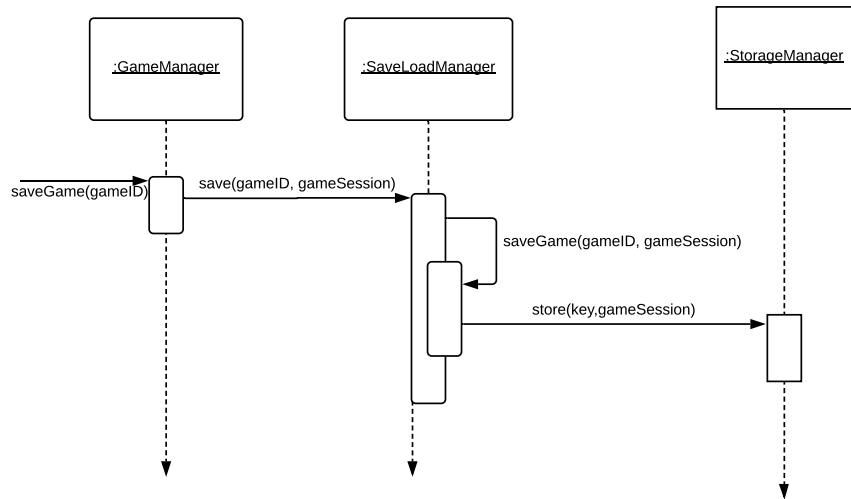 :GameManager
:SaveLoadManager
:StorageManager
saveGame(gameID)
save(gameID, gameSession)
saveGame(gameID, gameSession)
store(key,gameSession)